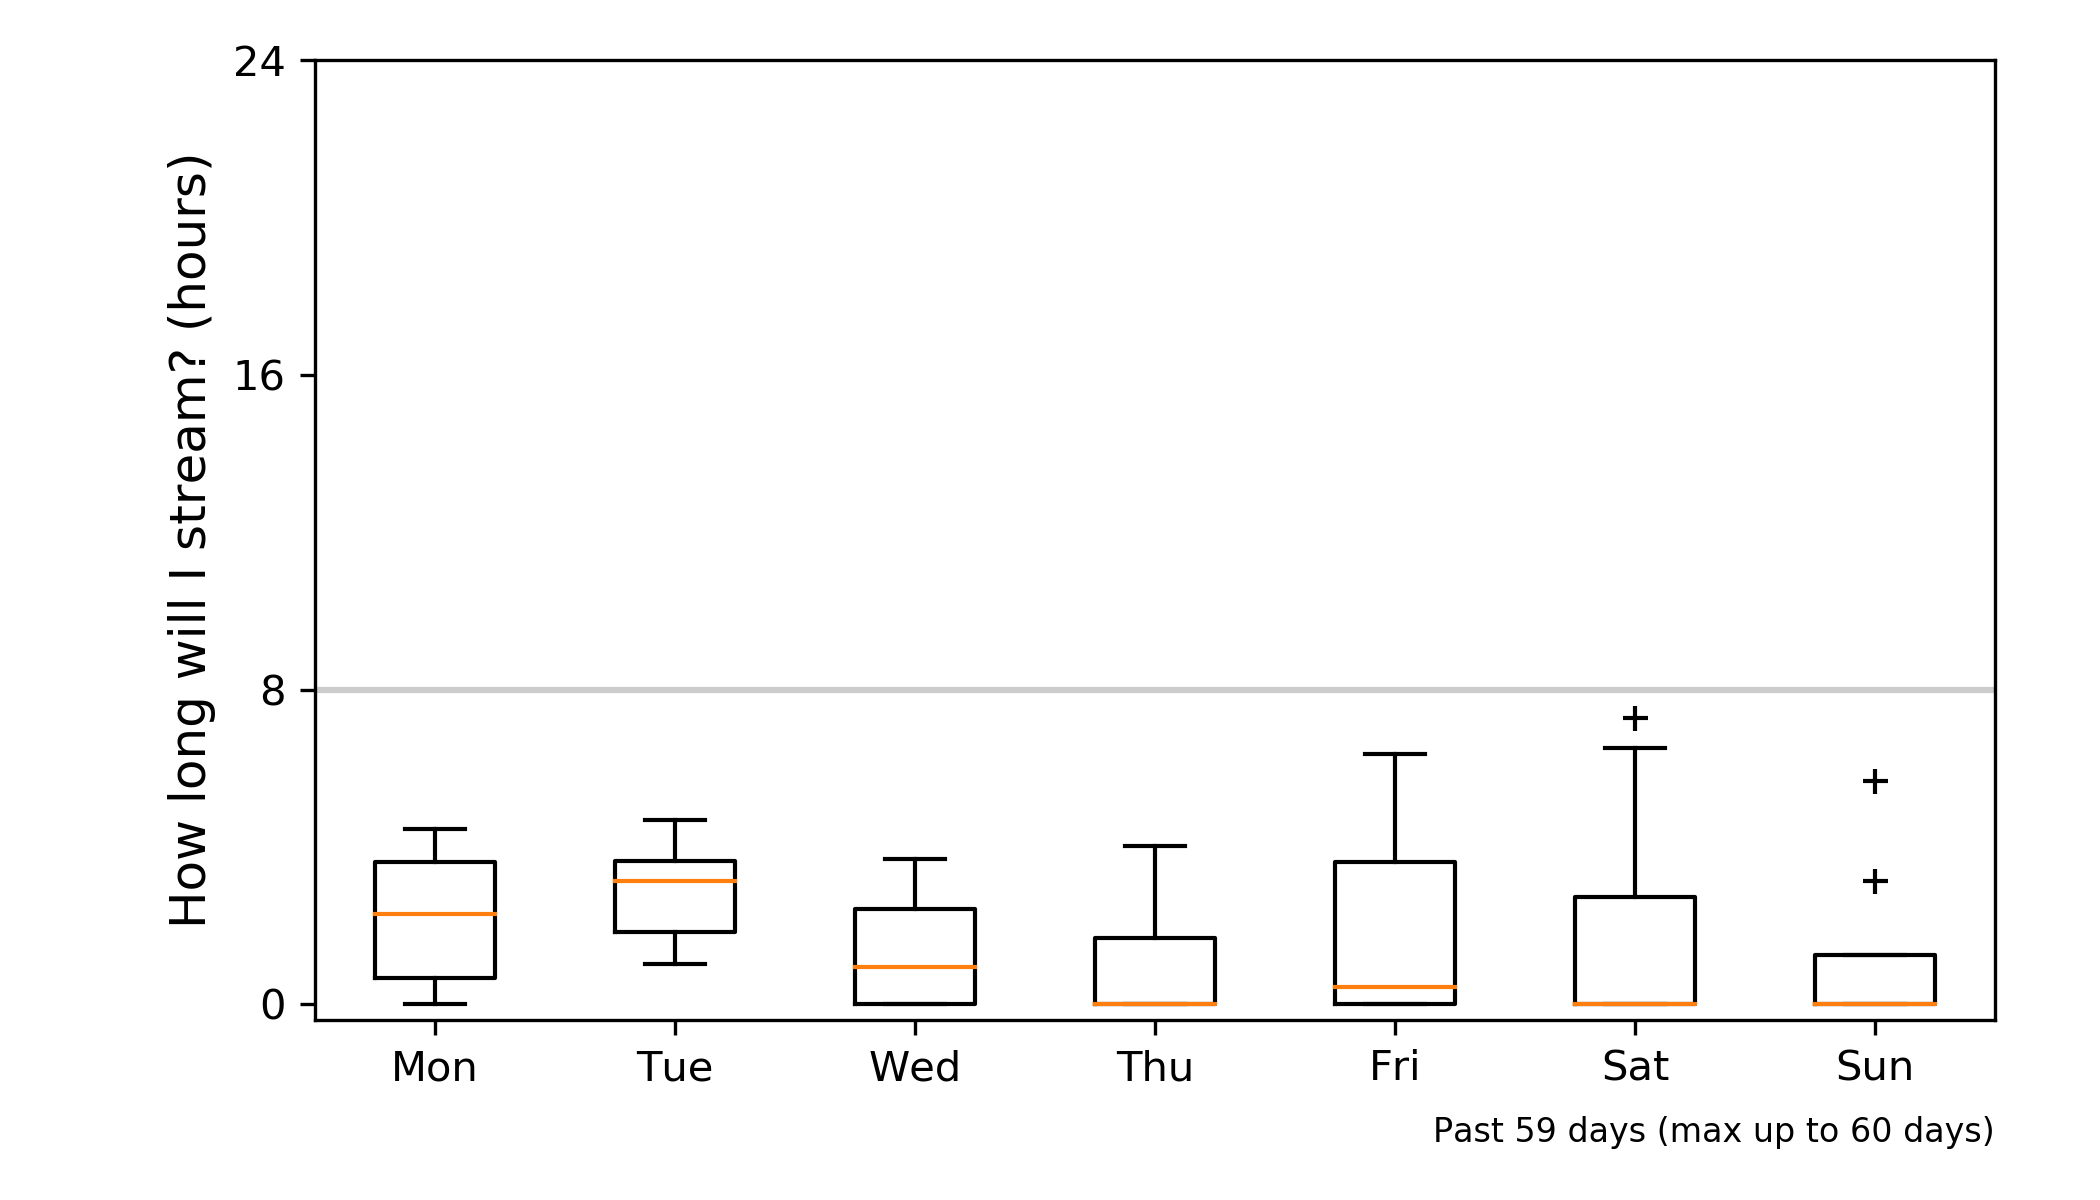 How long will I stream? (hours)
24
16
8
0
Mon Tue Wed Thu Fri Sat Sun
Past 59 days (max up to 60 days)